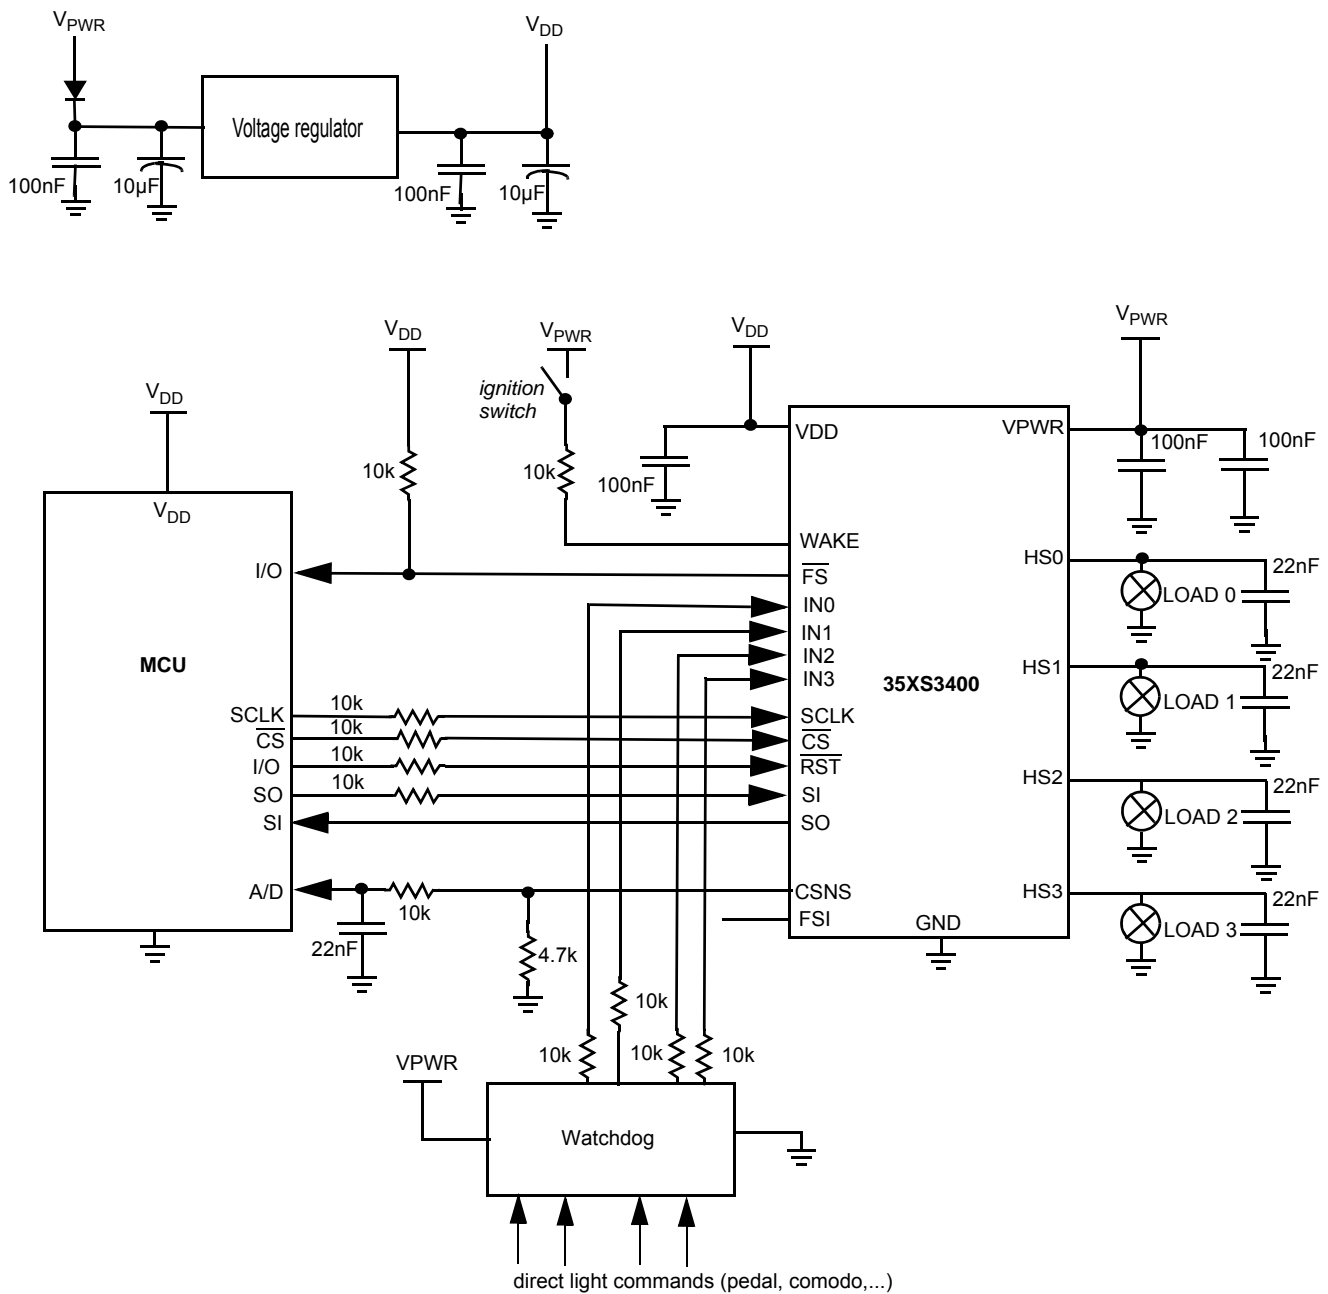 VPWR
VDD
Voltage regulator
100nF
10µF
100nF
10µF
VDD
VPWR
VDD
VPWR
VDD
ignition
switch
10k
10k
100nF
VDD
VPWR
100nF
100nF
VDD
WAKE
I/O
FS
HS0
22nF
LOAD 0
IN0
IN1
IN2
IN3
MCU
35XS3400
HS1
22nF
LOAD 1
SCLK
10k
SCLK
CS
10k
CS
I/O
10k
RST
SO
10k
SI
SI
SO
HS2
22nF
LOAD 2
A/D
10k
CSNS
HS3
22nF
LOAD 3
FSI
GND
22nF
4.7k
10k
10k
10k
10k
VPWR
Watchdog
direct light commands (pedal, comodo,...)